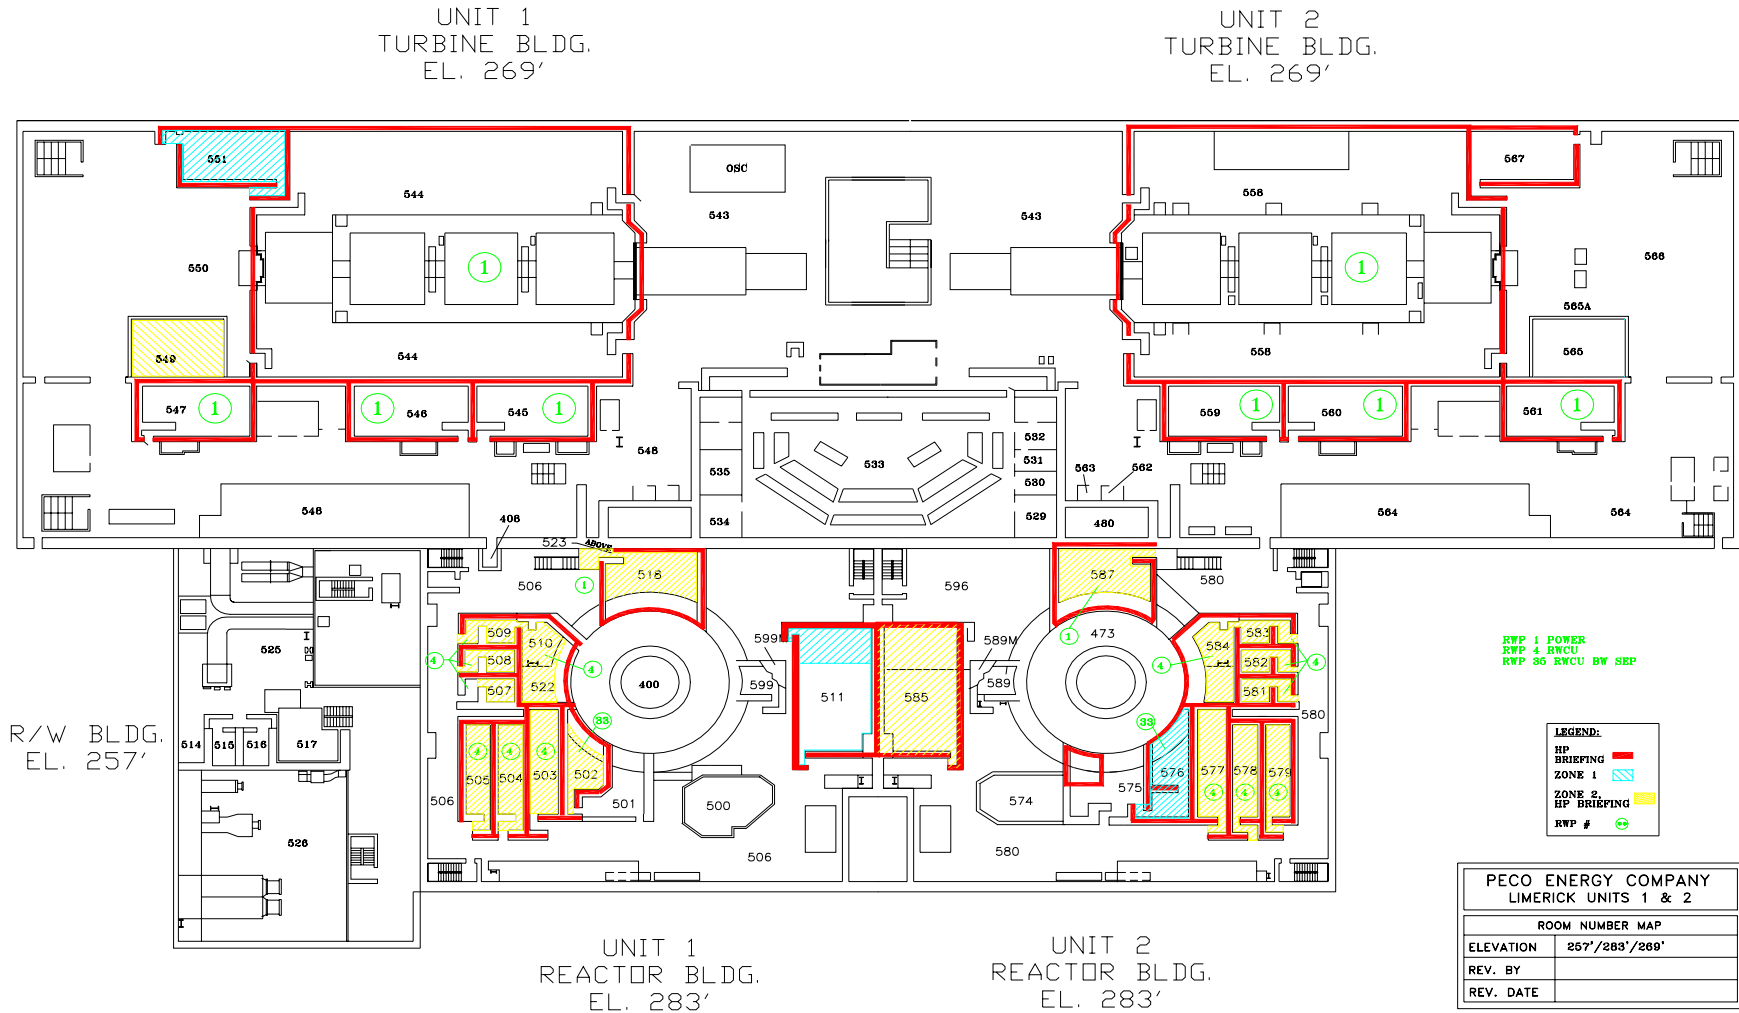 UNIT 1
TURBINE BLDG.
EL. 269'
UNIT 2
TURBINE BLDG.
EL. 269'
551
544
OSC
543
543
558
567
550
1
1
566
565A
549
544
558
565
547
1
1
546
545
1
559
1
560
1
561
1
548
535
533
532
531
530
529
563
562
534
480
546
408
564
564
523
ABOVE
506
1
518
596
587
580
1
473
525
509
510
508
507
522
4
4
400
599M
599
511
585
589M
589
584
583
582
581
4
4
580
RWP 1 POWER
RWP 4 RWCU
RWP 36 RWCU BW SEP
R/W BLDG.
EL. 257'
514
515
516
517
33
33
4
4
4
505
504
503
502
501
506
500
574
575
576
577
578
579
4
4
4
526
506
580
LEGEND:
HP
BRIEFING
ZONE 1
ZONE 2,
HP BRIEFING
RWP #
UNIT 1
REACTOR BLDG.
EL. 283'
UNIT 2
REACTOR BLDG.
EL. 283'
PECO ENERGY COMPANY
LIMERICK UNITS 1 & 2
ROOM NUMBER MAP
ELEVATION 257'/283'/269'
REV. BY
REV. DATE